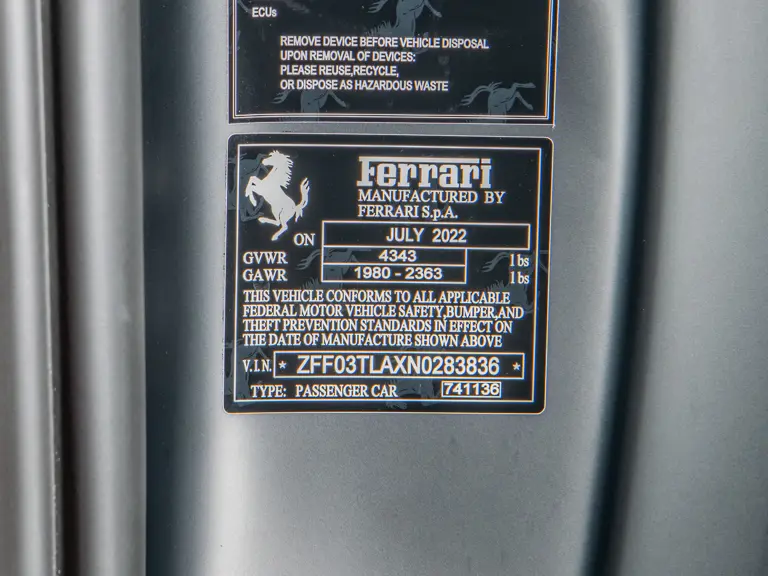 ECUs
REMOVE DEVICE BEFORE VEHICLE DISPOSAL
UPON REMOVAL OF DEVICES:
PLEASE REUSE,RECYCLE,
OR DISPOSE AS HAZARDOUS WASTE
Ferrari
MANUFACTURED BY
FERRARI S.p.A.
ON JULY 2022
GVWR 4343 lbs
GAWR 1980 - 2363 lbs
THIS VEHICLE CONFORMS TO ALL APPLICABLE
FEDERAL MOTOR VEHICLE SAFETY,BUMPER,AND
THEFT PREVENTION STANDARDS IN EFFECT ON
THE DATE OF MANUFACTURE SHOWN ABOVE
V.I.N. * ZFF03TLAXN0283836 *
TYPE: PASSENGER CAR 741136